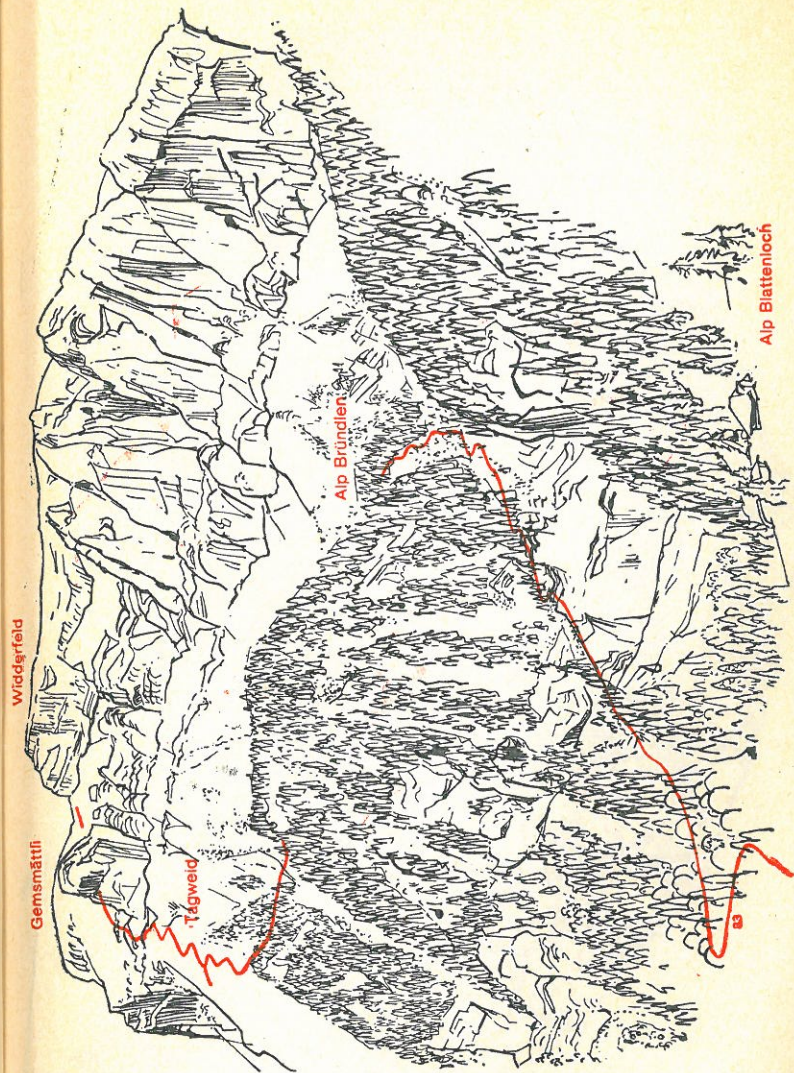 Gemsmättli
Widderfeld
Tagweid
Alp Bründlen
83
Alp Blattenloch